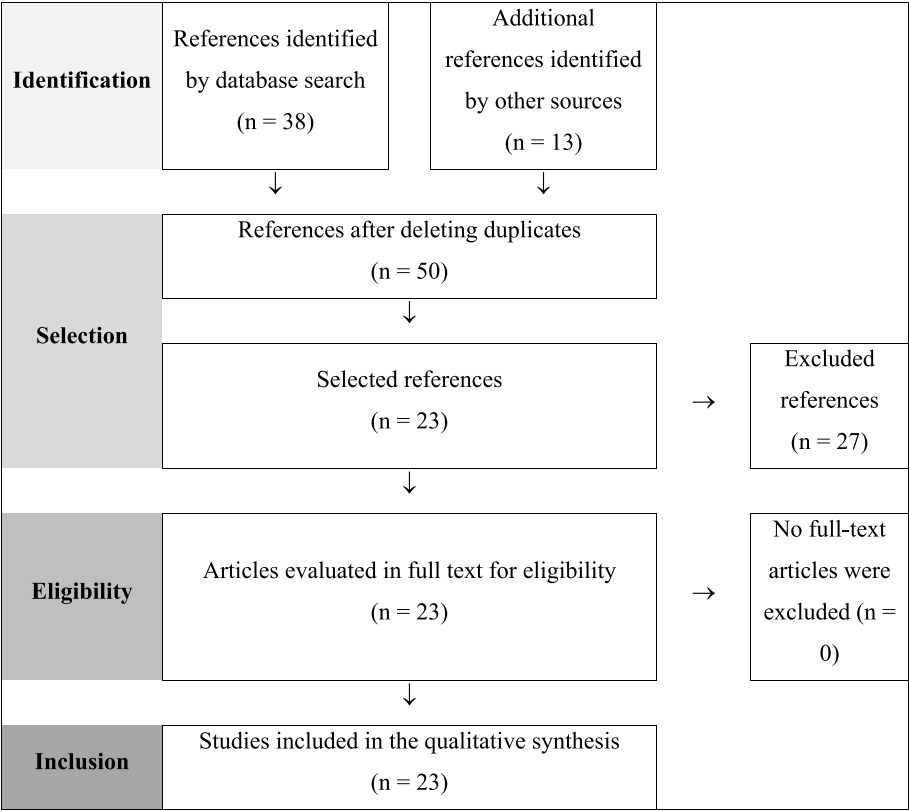 Identification
References identified
by database search
(n = 38)
Additional
references identified
by other sources
(n = 13)
↓
↓
Selection
References after deleting duplicates
(n = 50)
↓
Selected references
(n = 23)
→
Excluded
references
(n = 27)
↓
Eligibility
Articles evaluated in full text for eligibility
(n = 23)
→
No full-text
articles were
excluded (n =
0)
↓
Inclusion
Studies included in the qualitative synthesis
(n = 23)